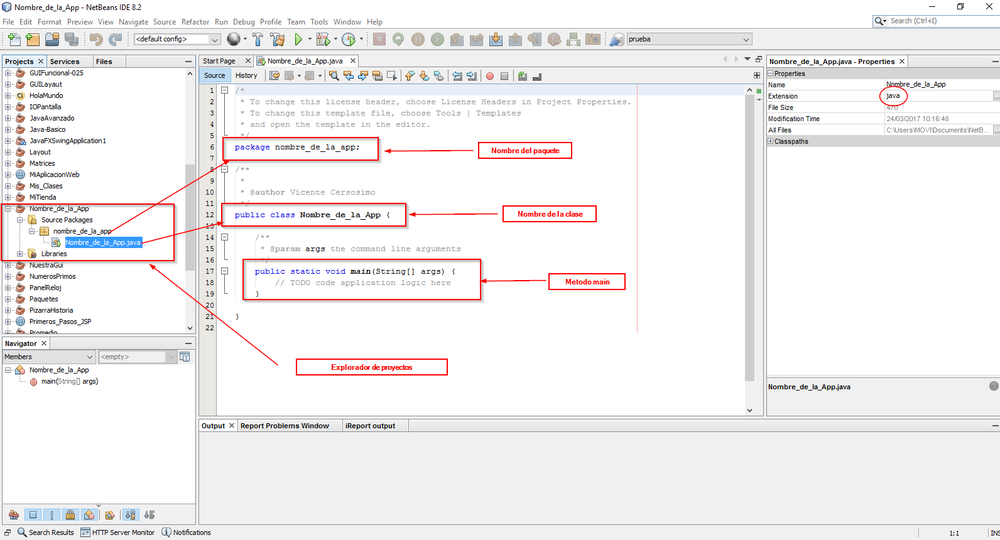 Nombre_de_la_App - NetBeans IDE 8.2
File Edit Format Preview View Navigate Source Refactor Run Debug Profile Team Tools Window Help
Search (Ctrl+I)
<default config>
prueba
Projects Services Files
GUIFuncional-025
GUILayaut
HolaMundo
IOPantalla
JavaAvanzado
Java-Basico
JavaFXSwingApplication1
Layout
Matrices
MiAplicacionWeb
Mis_Clases
MiTienda
Nombre_de_la_App
Source Packages
nombre_de_la_app
Nombre_de_la_App.java
Libraries
NuestraGui
NumerosPrimos
PanelReloj
Paquetes
PizarraHistoria
Primeros_Pasos_JSP
Promedio
Navigator
Members
<empty>
Nombre_de_la_App
main(String[] args)
Start Page Nombre_de_la_App.java
Source History
1 /*
2 * To change this license header, choose License Headers in Project Properties.
3 * To change this template file, choose Tools | Templates
4 * and open the template in the editor.
5 */
6 package nombre_de_la_app;
7
8 /**
9 *
10 * @author Vicente Cersosimo
11 */
12 public class Nombre_de_la_App {
13
14 /**
15 * @param args the command line arguments
16 */
17 public static void main(String[] args) {
18 // TODO code application logic here
19 }
20
21 }
22
Nombre del paquete
Nombre de la clase
Metodo main
Explorador de proyectos
Nombre_de_la_App.java - Properties
Properties
Name Nombre_de_la_App
Extension java
File Size 470
Modification Time 24/03/2017 10:16:48
All Files C:\Users\MOVI\Documents\NetB...
Classpaths
Nombre_de_la_App.java
Output Report Problems Window iReport output
Search Results HTTP Server Monitor Notifications
1:1 INS